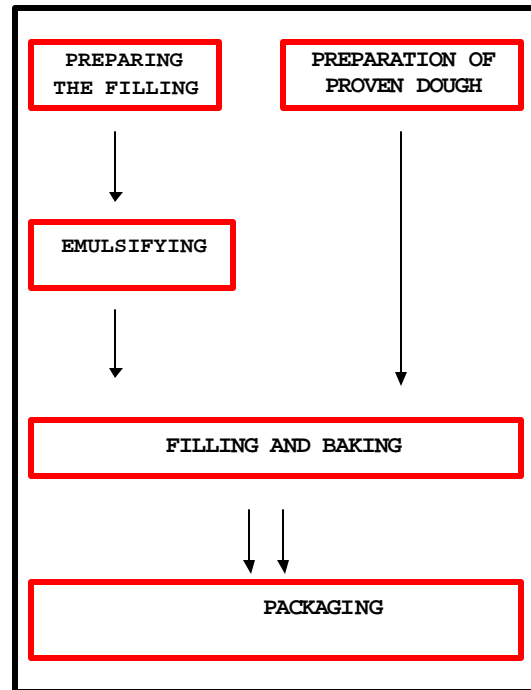 PREPARING
THE FILLING
PREPARATION OF
PROVEN DOUGH
EMULSIFYING
FILLING AND BAKING
PACKAGING